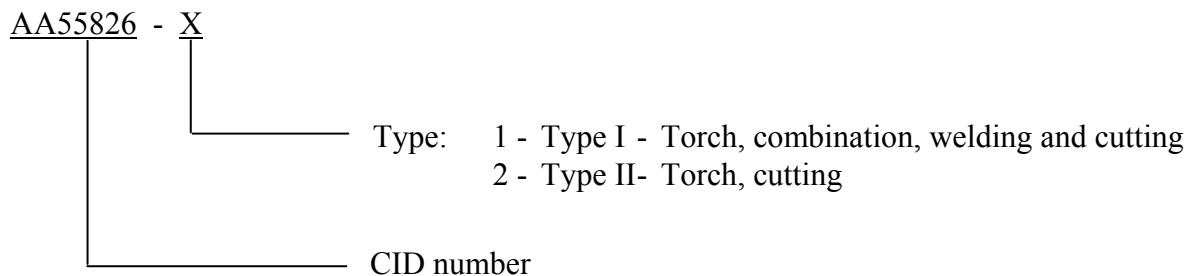 AA55826 - X
Type: 1 - Type I - Torch, combination, welding and cutting
2 - Type II- Torch, cutting
CID number